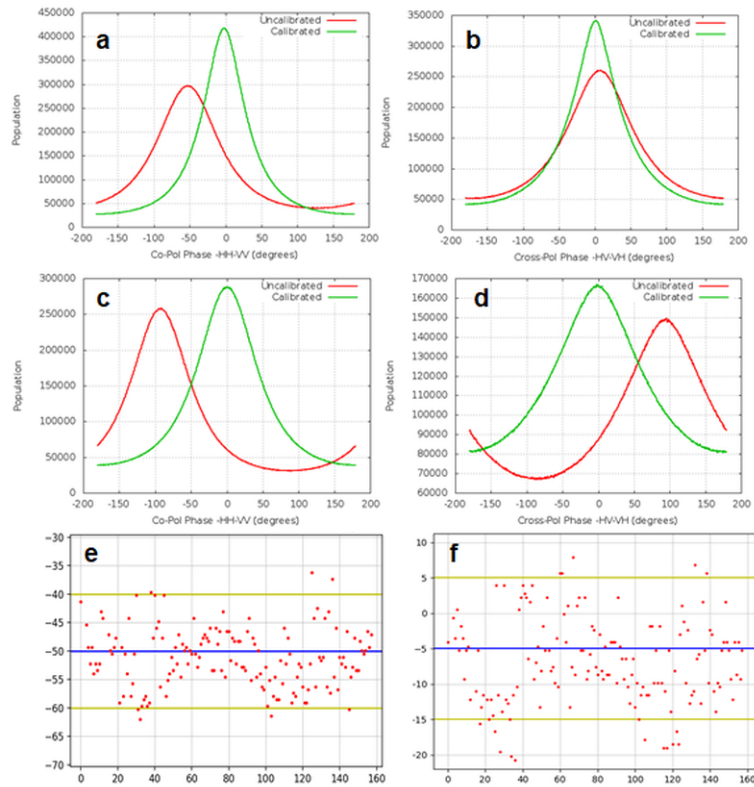 a
Uncalibrated
Calibrated
450000
400000
350000
300000
250000
200000
150000
100000
50000
0
Population
-200 -150 -100 -50 0 50 100 150 200
Co-Pol Phase -HH-VV (degrees)
b
Uncalibrated
Calibrated
350000
300000
250000
200000
150000
100000
50000
0
Population
-200 -150 -100 -50 0 50 100 150 200
Cross-Pol Phase -HV-VH (degrees)
c
Uncalibrated
Calibrated
300000
250000
200000
150000
100000
50000
0
Population
-200 -150 -100 -50 0 50 100 150 200
Co-Pol Phase -HH-VV (degrees)
d
Uncalibrated
Calibrated
170000
160000
150000
140000
130000
120000
110000
100000
90000
80000
70000
60000
Population
-200 -150 -100 -50 0 50 100 150 200
Cross-Pol Phase -HV-VH (degrees)
e
-30
-35
-40
-45
-50
-55
-60
-65
-70
0 20 40 60 80 100 120 140 160
f
10
5
0
-5
-10
-15
-20
0 20 40 60 80 100 120 140 160